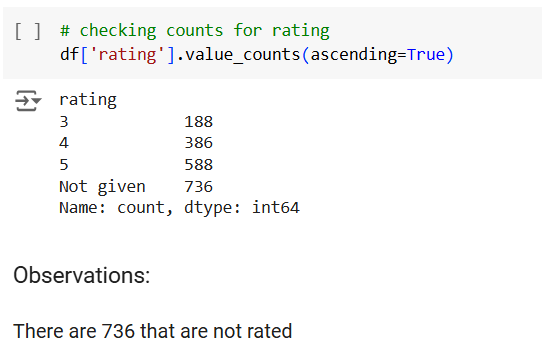 [ ] # checking counts for rating
df['rating'].value_counts(ascending=True)
rating
3 188
4 386
5 588
Not given 736
Name: count, dtype: int64
Observations:
There are 736 that are not rated